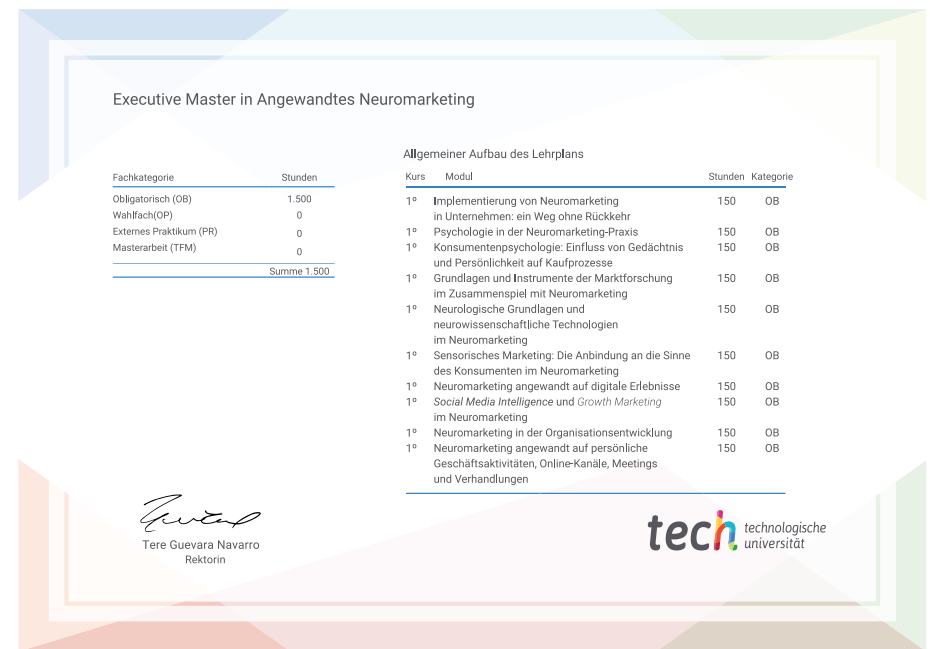 Executive Master in Angewandtes Neuromarketing
Fachkategorie Stunden
Obligatorisch (OB) 1.500
Wahlfach(OP) 0
Externes Praktikum (PR) 0
Masterarbeit (TFM) 0
Summe 1.500
Allgemeiner Aufbau des Lehrplans
Kurs Modul Stunden Kategorie
1º Implementierung von Neuromarketing 150 OB
in Unternehmen: ein Weg ohne Rückkehr
1º Psychologie in der Neuromarketing-Praxis 150 OB
1º Konsumentenpsychologie: Einfluss von Gedächtnis 150 OB
und Persönlichkeit auf Kaufprozesse
1º Grundlagen und Instrumente der Marktforschung 150 OB
im Zusammenspiel mit Neuromarketing
1º Neurologische Grundlagen und 150 OB
neurowissenschaftliche Technologien
im Neuromarketing
1º Sensorisches Marketing: Die Anbindung an die Sinne 150 OB
des Konsumenten im Neuromarketing
1º Neuromarketing angewandt auf digitale Erlebnisse 150 OB
1º Social Media Intelligence und Growth Marketing 150 OB
im Neuromarketing
1º Neuromarketing in der Organisationsentwicklung 150 OB
1º Neuromarketing angewandt auf persönliche 150 OB
Geschäftsaktivitäten, Online-Kanäle, Meetings
und Verhandlungen
Tere Guevara Navarro
Rektorin
tech technologische
universität